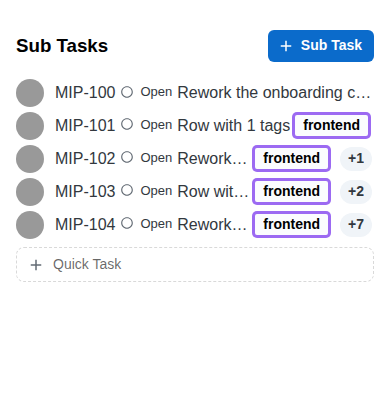 Sub Tasks
+ Sub Task
MIP-100 Open Rework the onboarding c…
MIP-101 Open Row with 1 tags frontend
MIP-102 Open Rework… frontend +1
MIP-103 Open Row wit… frontend +2
MIP-104 Open Rework… frontend +7
+ Quick Task